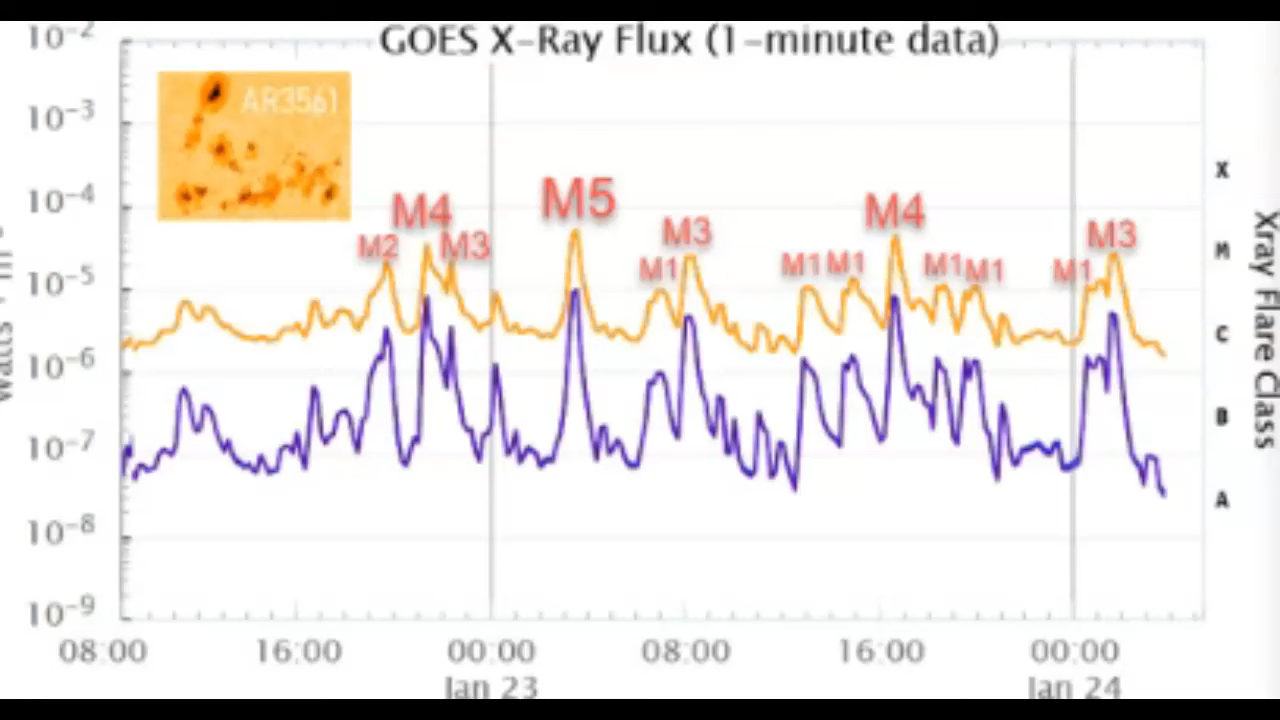 GOES X-Ray Flux (1-minute data)
10-2
10-3
10-4
10-5
10-6
10-7
10-8
10-9
AR3561
M2
M4
M3
M5
M1
M3
M1
M1
M4
M1
M1
M1
M3
X
M
C
B
A
Xray Flare Class
08:00 16:00 00:00 08:00 16:00 00:00
Jan 23 Jan 24